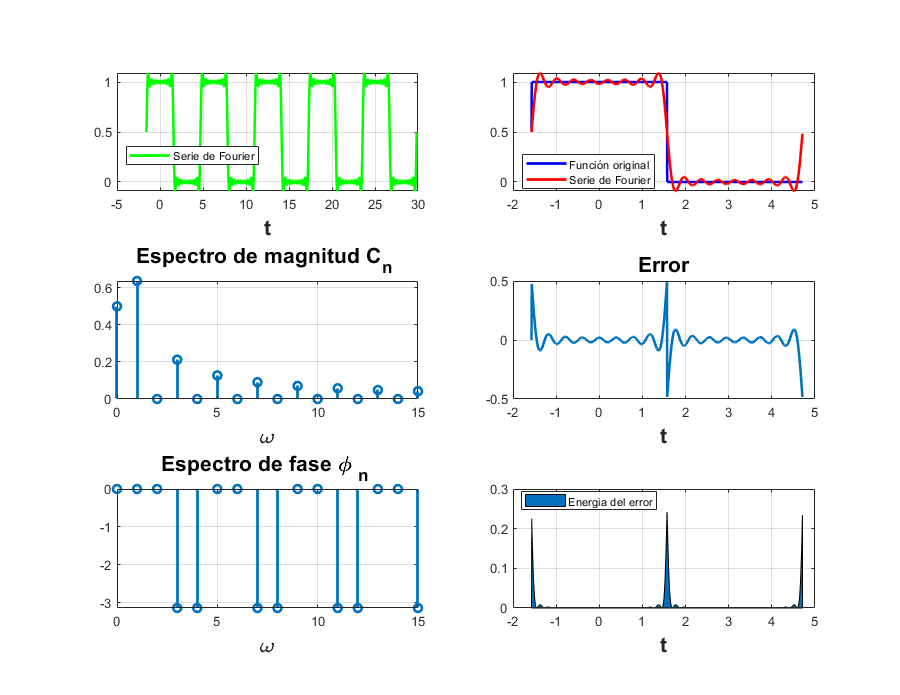 1
0.5
0
Serie de Fourier
-5 0 5 10 15 20 25 30
t
1
0.5
0
Función original
Serie de Fourier
-2 -1 0 1 2 3 4 5
t
Espectro de magnitud Cn
0.6
0.4
0.2
0
0 5 10 15
ω
Error
0.5
0
-0.5
-2 -1 0 1 2 3 4 5
t
Espectro de fase ϕ n
0
-1
-2
-3
0 5 10 15
ω
0.3
0.2
0.1
0
Energia del error
-2 -1 0 1 2 3 4 5
t